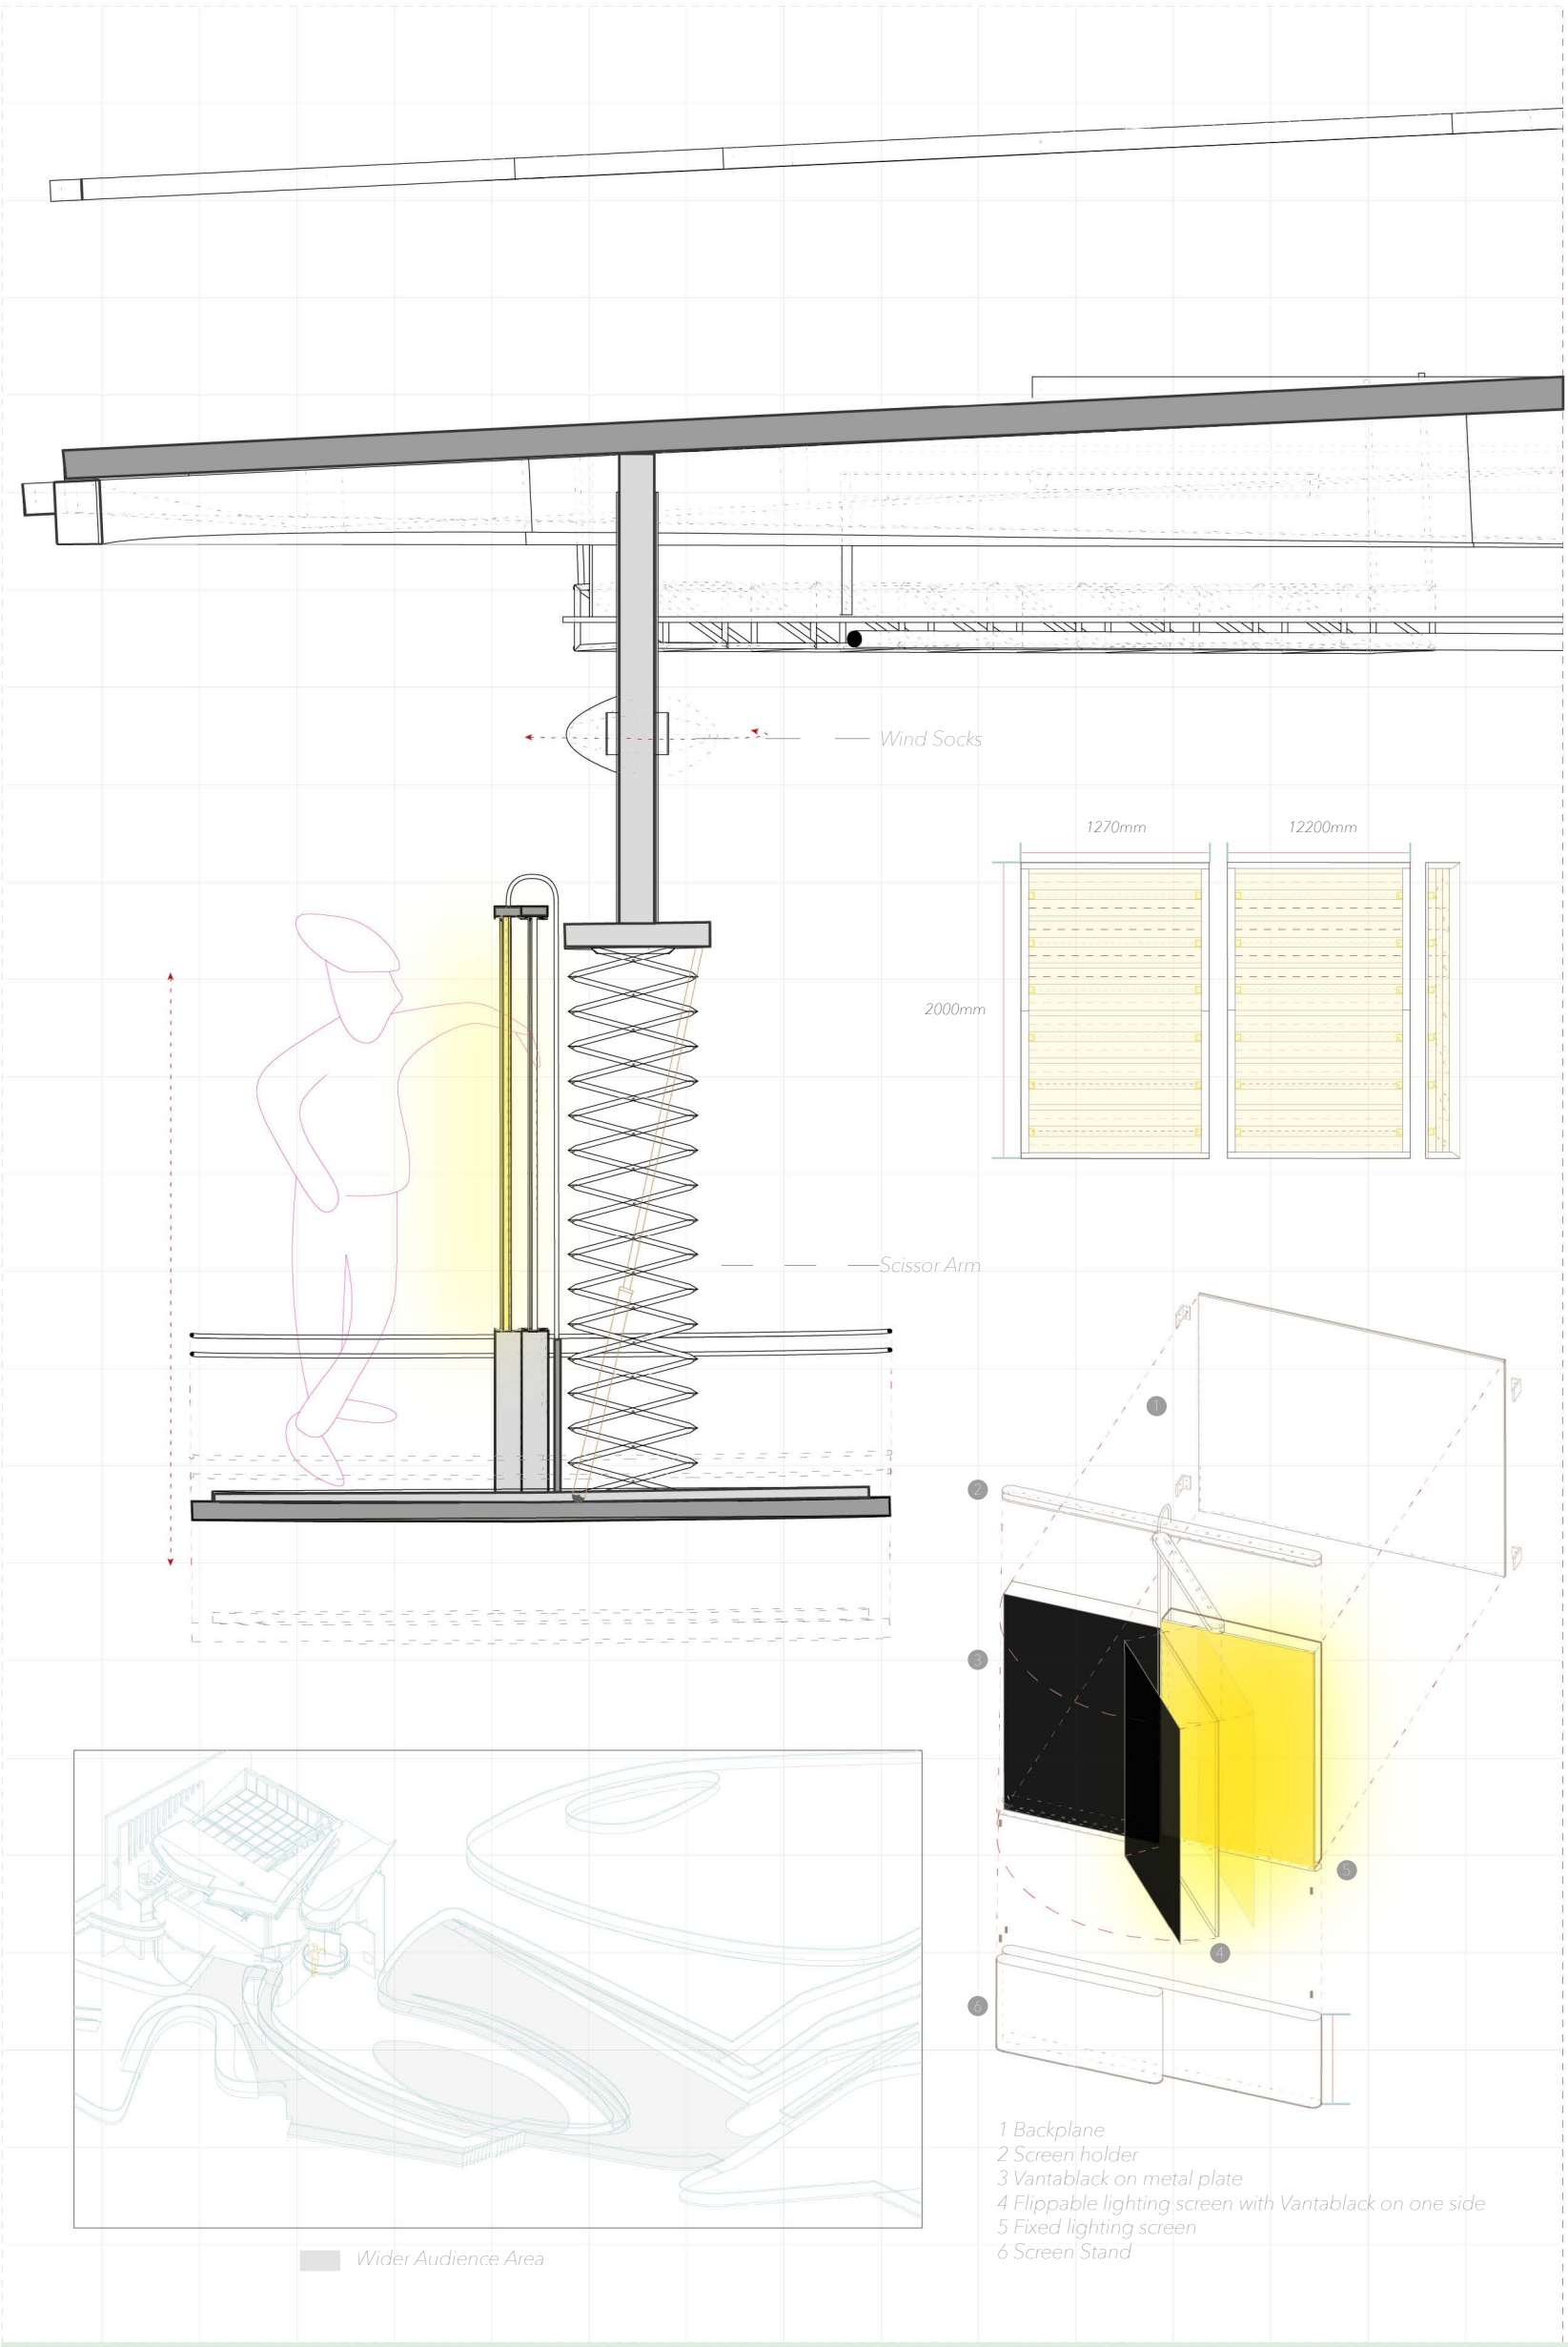 Wind Socks
1270mm
12200mm
2000mm
Scissor Arm
1
2
3
5
4
6
1 Backplane
2 Screen holder
3 Vantablack on metal plate
4 Flippable lighting screen with Vantablack on one side
5 Fixed lighting screen
6 Screen Stand
Wider Audience Area